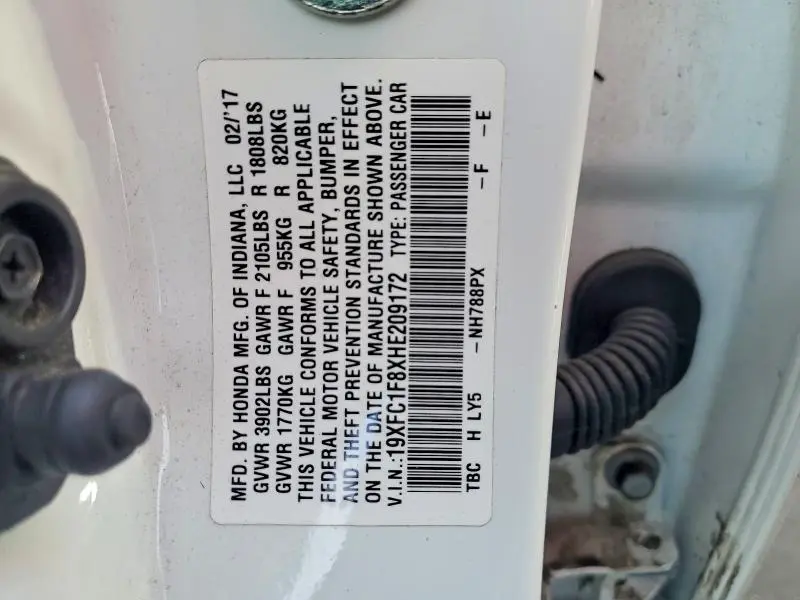 MFD. BY HONDA MFG. OF INDIANA, LLC 02/'17
GVWR 3902LBS GAWR F 2105LBS R 1808LBS
GVWR 1770KG GAWR F 955KG R 820KG
THIS VEHICLE CONFORMS TO ALL APPLICABLE
FEDERAL MOTOR VEHICLE SAFETY, BUMPER,
AND THEFT PREVENTION STANDARDS IN EFFECT
ON THE DATE OF MANUFACTURE SHOWN ABOVE.
V.I.N.:19XFC1F8XHE209172 TYPE: PASSENGER CAR
TBC H LY5 -NH788PX -F -E